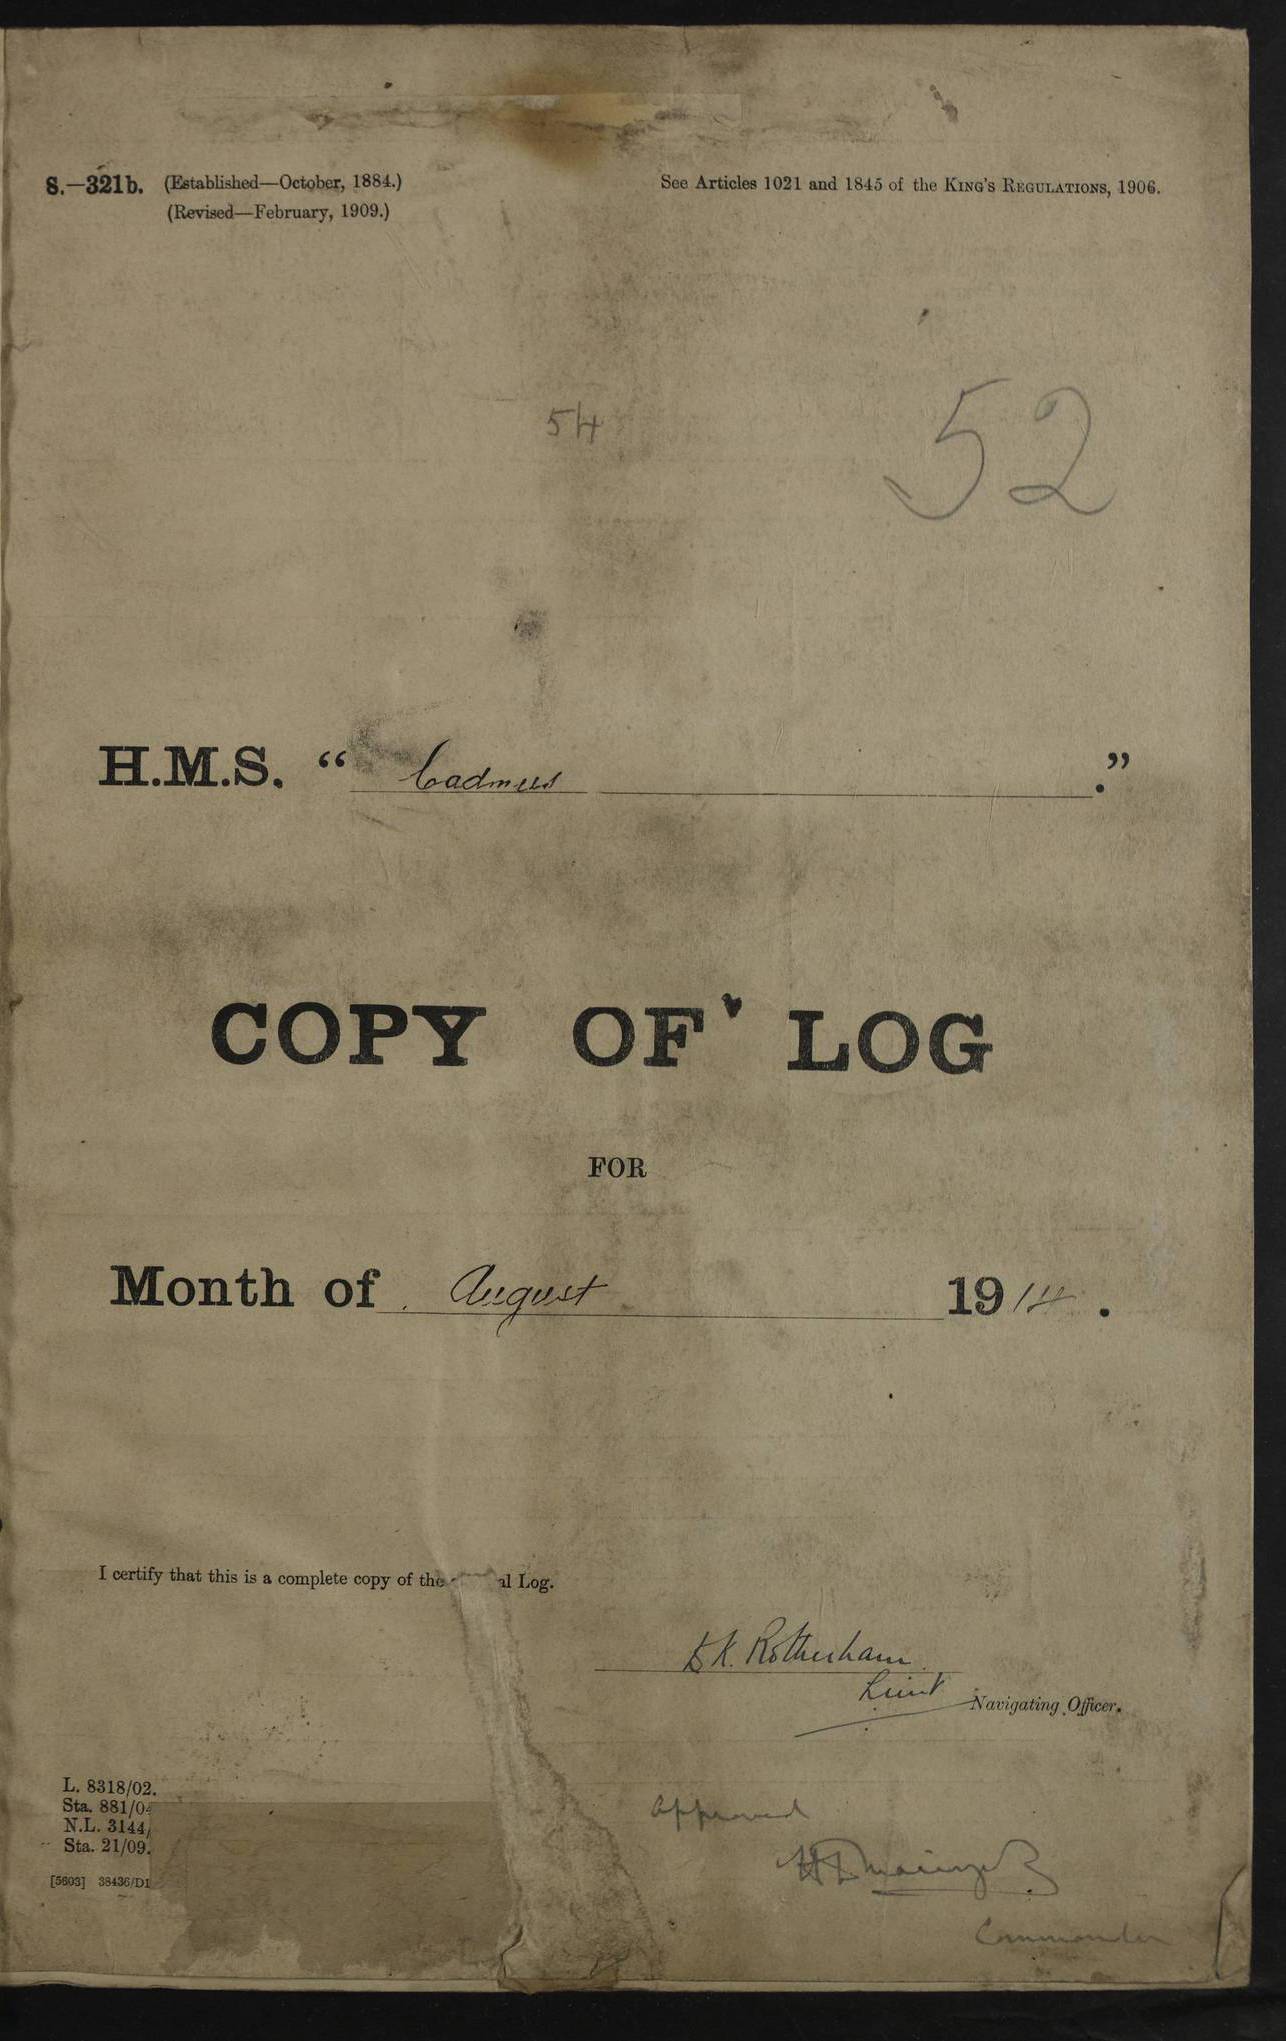 S.—321b. (Established—October, 1884.)
(Revised—February, 1909.)
See Articles 1021 and 1845 of the KING'S REGULATIONS, 1906.
54
52
H.M.S. “ Cadmus .”
COPY OF LOG
FOR
Month of August 1914.
I certify that this is a complete copy of the al Log.
K. Rotherham
Lieut Navigating Officer.
L. 8318/02.
Sta. 881/0
N.L. 3144/
Sta. 21/09.
[5603] 38436/D1
Approved
Commander